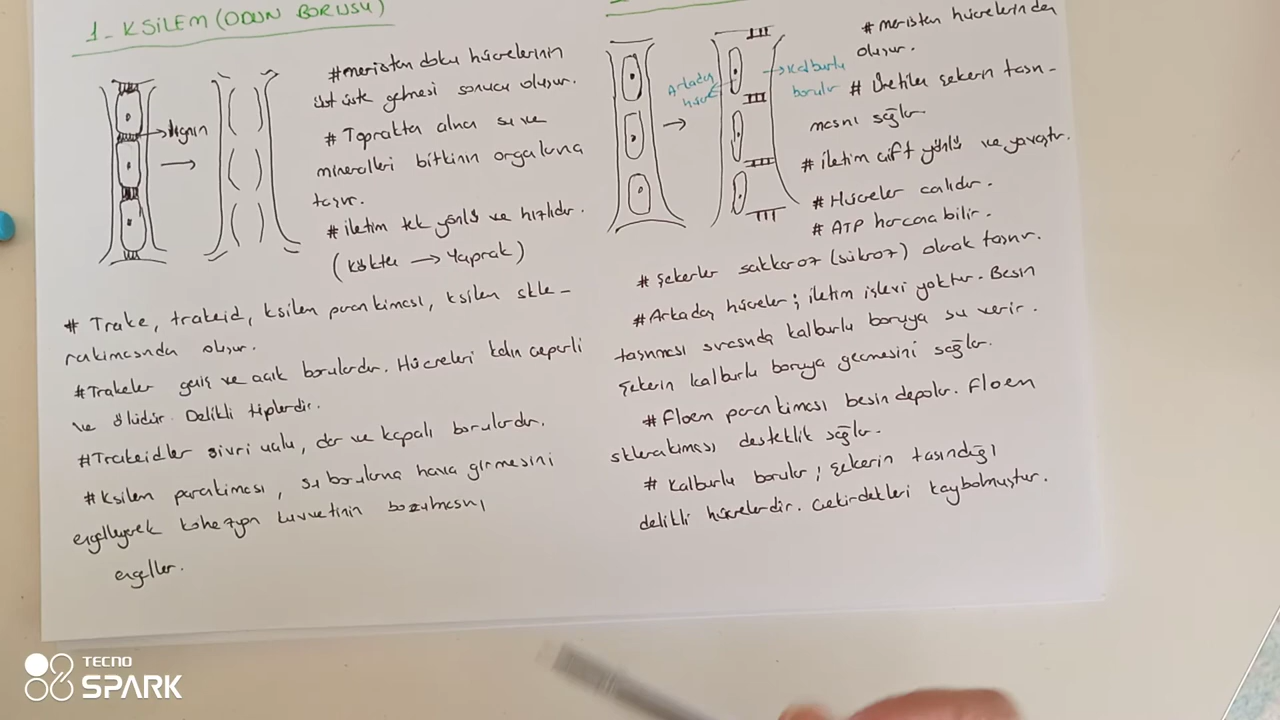 1- KSİLEM (ODUN BORUSU)
lignin
#meristem doku hücrelerinin
üst üste gelmesi sonucu oluşur.
# Topraktan alınan su ve
mineralleri bitkinin organlarına
taşır.
# iletim tek yönlü ve hızlıdır.
(Kökten → Yaprak)
# Trake, trakeid, ksilem parankiması, ksilem skle-
rankimasından oluşur.
#Trakeler geniş ve açık borulardır. Hücreleri kalın çeperli
ve ölüdür. Delikli tiplerdir.
#Trakeidler sivri uçlu, dar ve kapalı borulardır.
#Ksilem parankiması, su borularına hava girmesini
engelleyerek kohezyon kuvvetinin bozulmasını
engeller.
Arkadaş
hücr
Kalburlu
borular
# meristem hücrelerinden
oluşur.
# Üretilen şekerin taşın-
masını sağlar.
# iletim çift yönlü ve yavaştır.
# Hücreler canlıdır.
# ATP harcanabilir.
# Şekerler sakkaroz (sükroz) olarak taşınır.
#Arkadaş hücreler; iletim işlevi yoktur. Besin
taşınması sırasında kalburlu boruya su verir.
Şekerin kalburlu boruya geçmesini sağlar.
# Floem parankiması besin depolar. Floem
sklerankiması desteklik sağlar.
# Kalburlu borular; şekerin taşındığı
delikli hücrelerdir. Çekirdekleri kaybolmuştur.
TECNO
SPARK